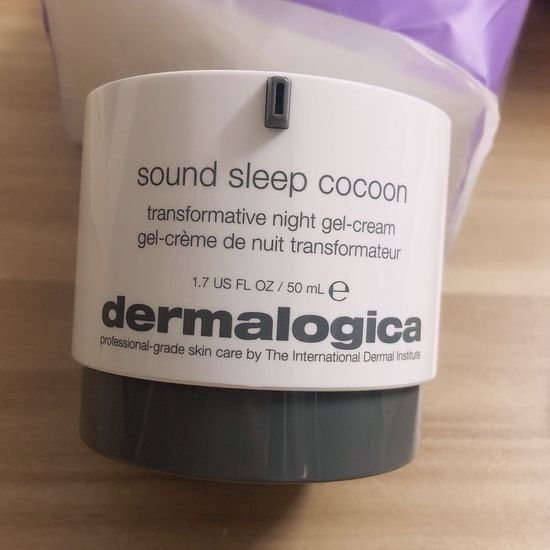 sound sleep cocoon
transformative night gel-cream
gel-crème de nuit transformateur
1.7 US FL OZ / 50 mL ℮
dermalogica
professional-grade skin care by The International Dermal Institute